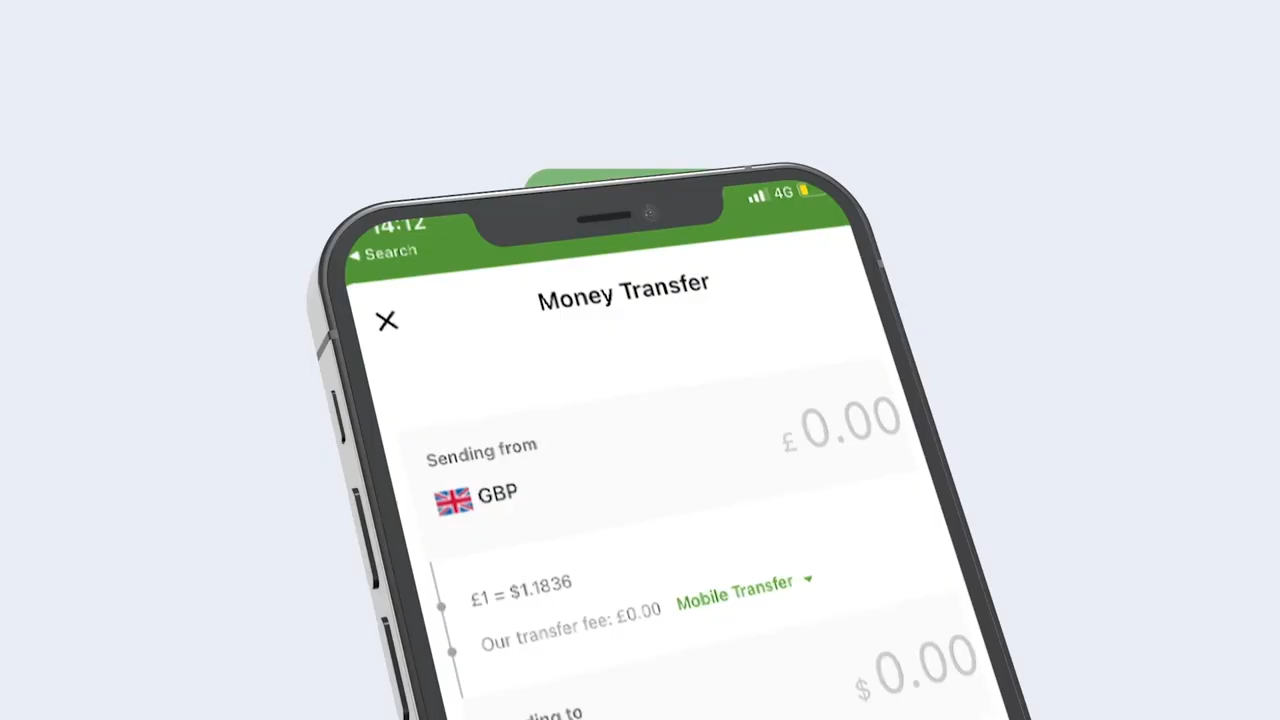 14:12
4G
◀ Search
Money Transfer
Sending from
£ 0.00
GBP
£1 = $1.1836
Our transfer fee: £0.00 Mobile Transfer
$ 0.00
to